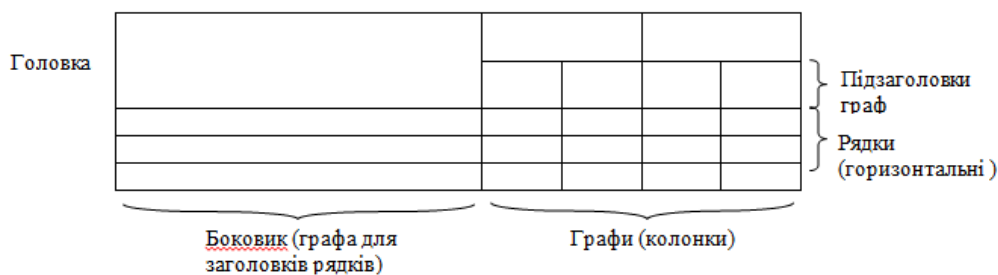 Головка
Підзаголовки
граф
Рядки
(горизонтальні )
Боковик (графа для
заголовків рядків)
Графи (колонки)